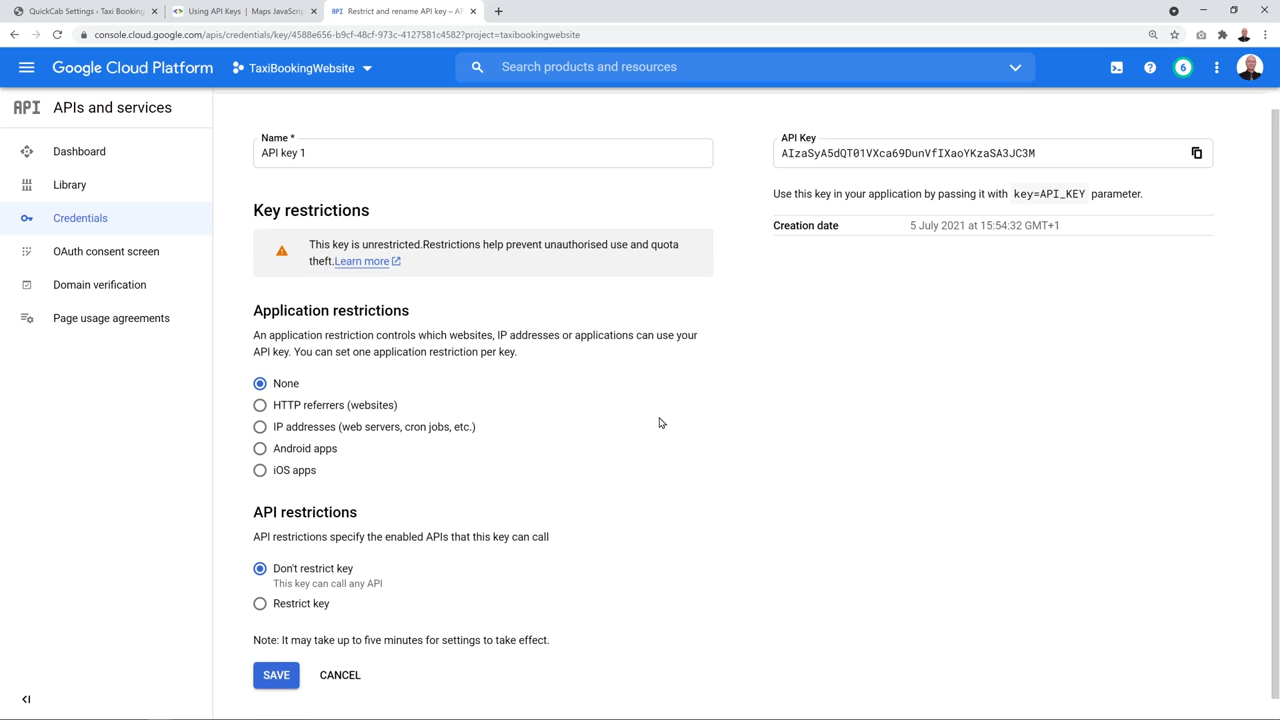 QuickCab Settings ‹ Taxi Booking
Using API Keys | Maps JavaScri
API Restrict and rename API key – AP
console.cloud.google.com/apis/credentials/key/4588e656-b9cf-48cf-973c-4127581c4582?project=taxibookingwebsite
Google Cloud Platform
TaxiBookingWebsite
Search products and resources
6
API APIs and services
Dashboard
Library
Credentials
OAuth consent screen
Domain verification
Page usage agreements
Name *
API key 1
Key restrictions
This key is unrestricted.Restrictions help prevent unauthorised use and quota
theft.Learn more
Application restrictions
An application restriction controls which websites, IP addresses or applications can use your
API key. You can set one application restriction per key.
None
HTTP referrers (websites)
IP addresses (web servers, cron jobs, etc.)
Android apps
iOS apps
API restrictions
API restrictions specify the enabled APIs that this key can call
Don't restrict key
This key can call any API
Restrict key
Note: It may take up to five minutes for settings to take effect.
SAVE CANCEL
API Key
AIzaSyA5dQT01VXca69DunVfIXaoYKzaSA3JC3M
Use this key in your application by passing it with key=API_KEY parameter.
Creation date 5 July 2021 at 15:54:32 GMT+1